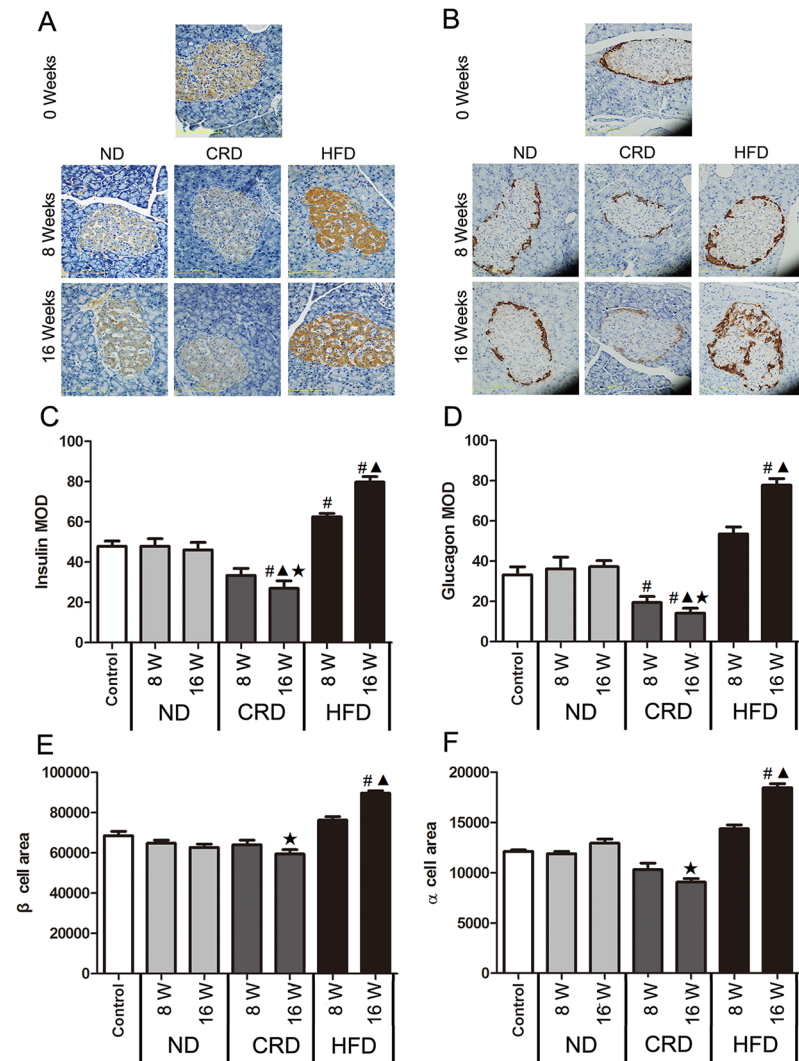 A
0 Weeks
ND CRD HFD
8 Weeks
16 Weeks
B
0 Weeks
ND CRD HFD
8 Weeks
16 Weeks
C
Insulin MOD
100
80
60
40
20
0
#▲★
#
#▲
Control 8 W 16 W 8 W 16 W 8 W 16 W
ND CRD HFD
D
Glucagon MOD
100
80
60
40
20
0
#
#▲★
#▲
Control 8 W 16 W 8 W 16 W 8 W 16 W
ND CRD HFD
E
β cell area
100000
80000
60000
40000
20000
0
★
#▲
Control 8 W 16 W 8 W 16 W 8 W 16 W
ND CRD HFD
F
α cell area
20000
15000
10000
5000
0
★
#▲
Control 8 W 16 W 8 W 16 W 8 W 16 W
ND CRD HFD